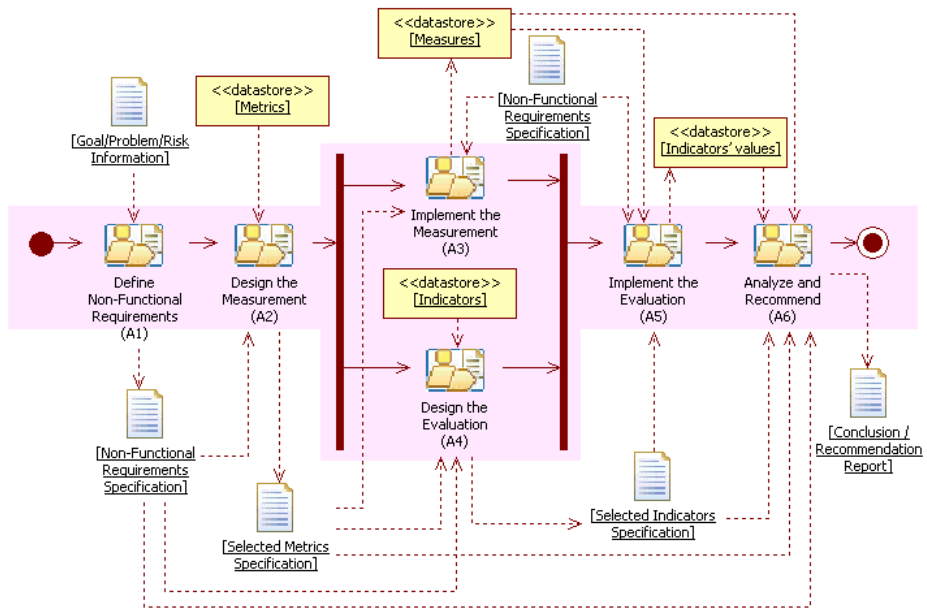 <<datastore>>
[Measures]
<<datastore>>
[Metrics]
[Goal/Problem/Risk
Information]
[Non-Functional
Requirements
Specification]
<<datastore>>
[Indicators' values]
Implement the
Measurement
(A3)
Define
Non-Functional
Requirements
(A1)
Design the
Measurement
(A2)
<<datastore>>
[Indicators]
Implement the
Evaluation
(A5)
Analyze and
Recommend
(A6)
Design the
Evaluation
(A4)
[Non-Functional
Requirements
Specification]
[Conclusion /
Recommendation
Report]
[Selected Metrics
Specification]
[Selected Indicators
Specification]